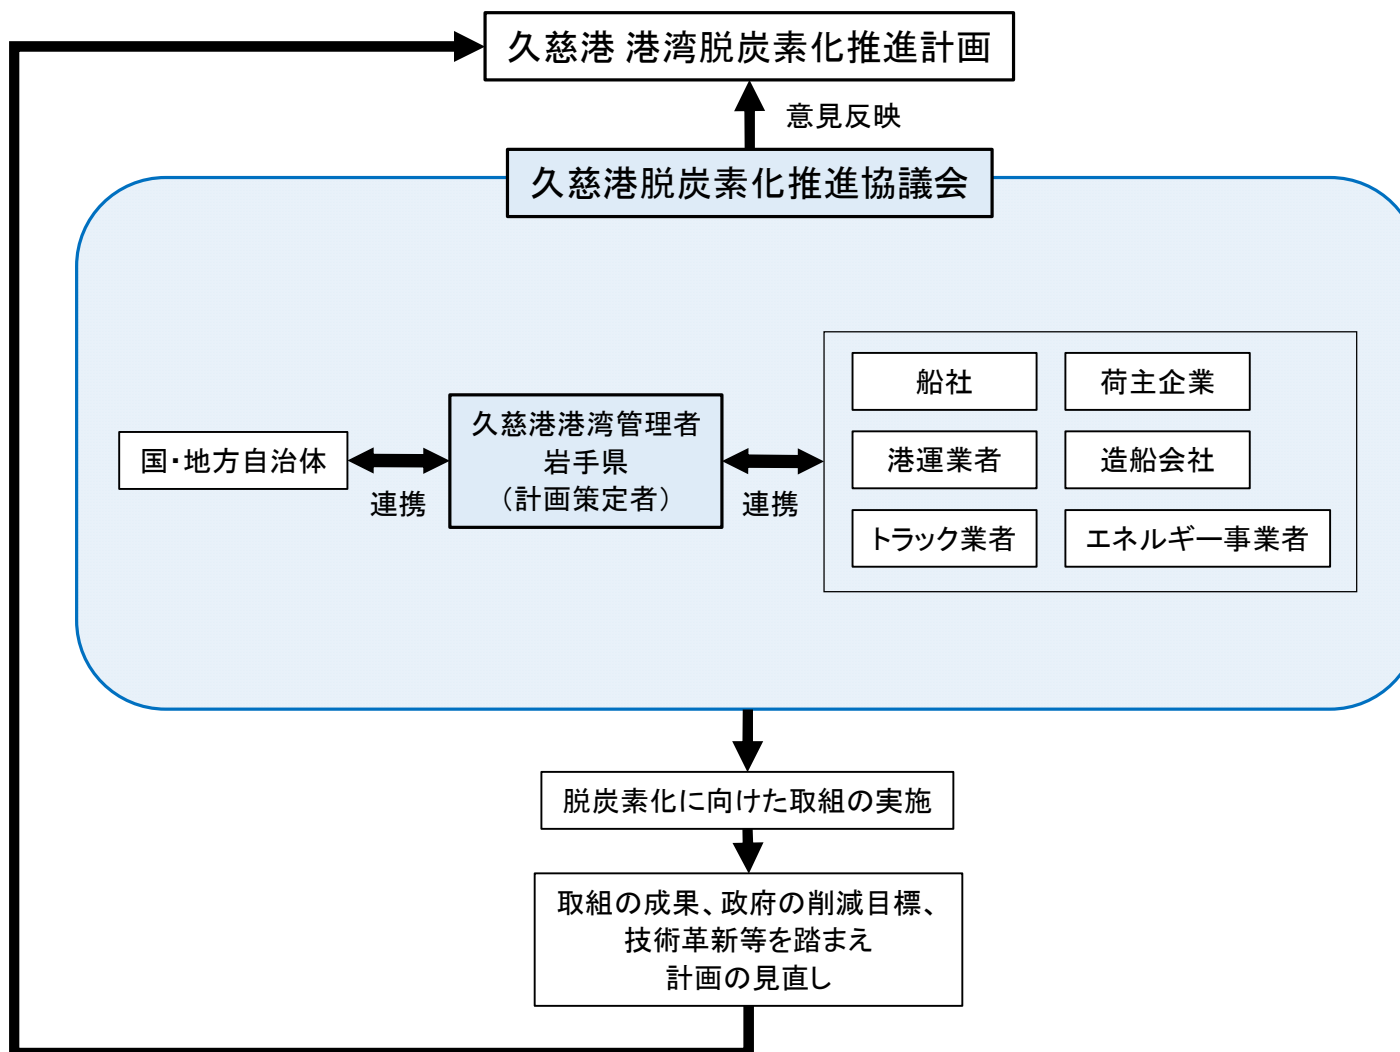 久慈港 港湾脱炭素化推進計画
意見反映
久慈港脱炭素化推進協議会
国・地方自治体
連携
久慈港港湾管理者
岩手県
（計画策定者）
連携
船社
荷主企業
港運業者
造船会社
トラック業者
エネルギー事業者
脱炭素化に向けた取組の実施
取組の成果、政府の削減目標、
技術革新等を踏まえ
計画の見直し